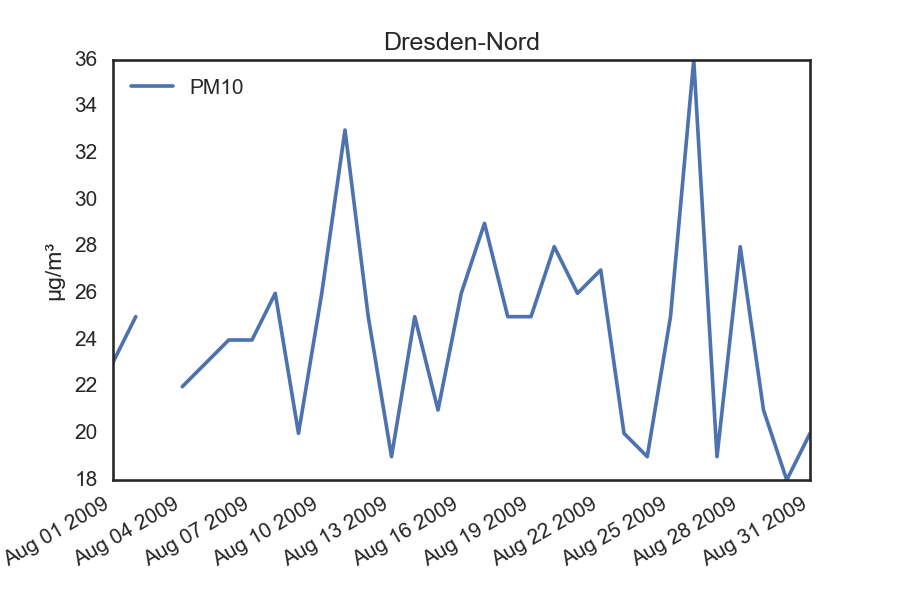 Dresden-Nord
PM10
µg/m³
36
34
32
30
28
26
24
22
20
18
Aug 01 2009
Aug 04 2009
Aug 07 2009
Aug 10 2009
Aug 13 2009
Aug 16 2009
Aug 19 2009
Aug 22 2009
Aug 25 2009
Aug 28 2009
Aug 31 2009